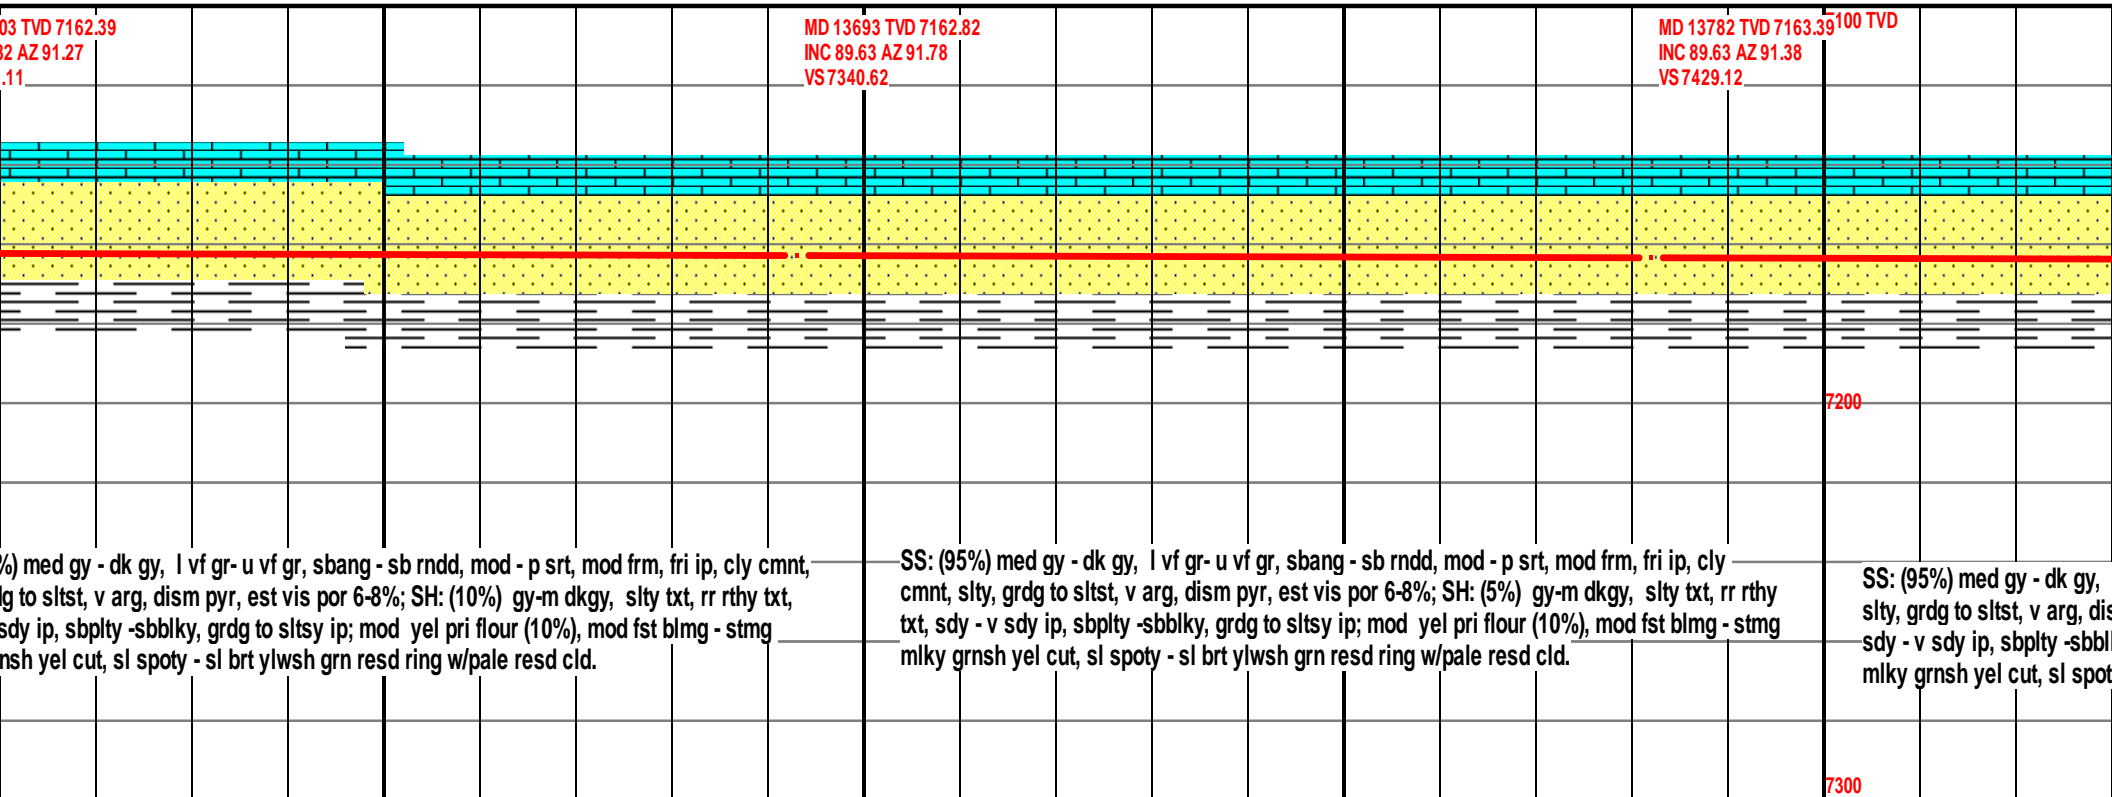 03 TVD 7162.39
32 AZ 91.27
.11
MD 13693 TVD 7162.82
INC 89.63 AZ 91.78
VS 7340.62
MD 13782 TVD 7163.39
INC 89.63 AZ 91.38
VS 7429.12
7100 TVD
7200
%) med gy - dk gy, l vf gr- u vf gr, sbang - sb rndd, mod - p srt, mod frm, fri ip, cly cmnt,
dg to sltst, v arg, dism pyr, est vis por 6-8%; SH: (10%) gy-m dkgy, slty txt, rr rthy txt,
sdy ip, sbplty -sbblky, grdg to sltsy ip; mod yel pri flour (10%), mod fst blmg - stmg
nsh yel cut, sl spoty - sl brt ylwsh grn resd ring w/pale resd cld.
SS: (95%) med gy - dk gy, l vf gr- u vf gr, sbang - sb rndd, mod - p srt, mod frm, fri ip, cly
cmnt, slty, grdg to sltst, v arg, dism pyr, est vis por 6-8%; SH: (5%) gy-m dkgy, slty txt, rr rthy
txt, sdy - v sdy ip, sbplty -sbblky, grdg to sltsy ip; mod yel pri flour (10%), mod fst blmg - stmg
mlky grnsh yel cut, sl spoty - sl brt ylwsh grn resd ring w/pale resd cld.
SS: (95%) med gy - dk gy,
slty, grdg to sltst, v arg, dis
sdy - v sdy ip, sbplty -sbbl
mlky grnsh yel cut, sl spot
7300